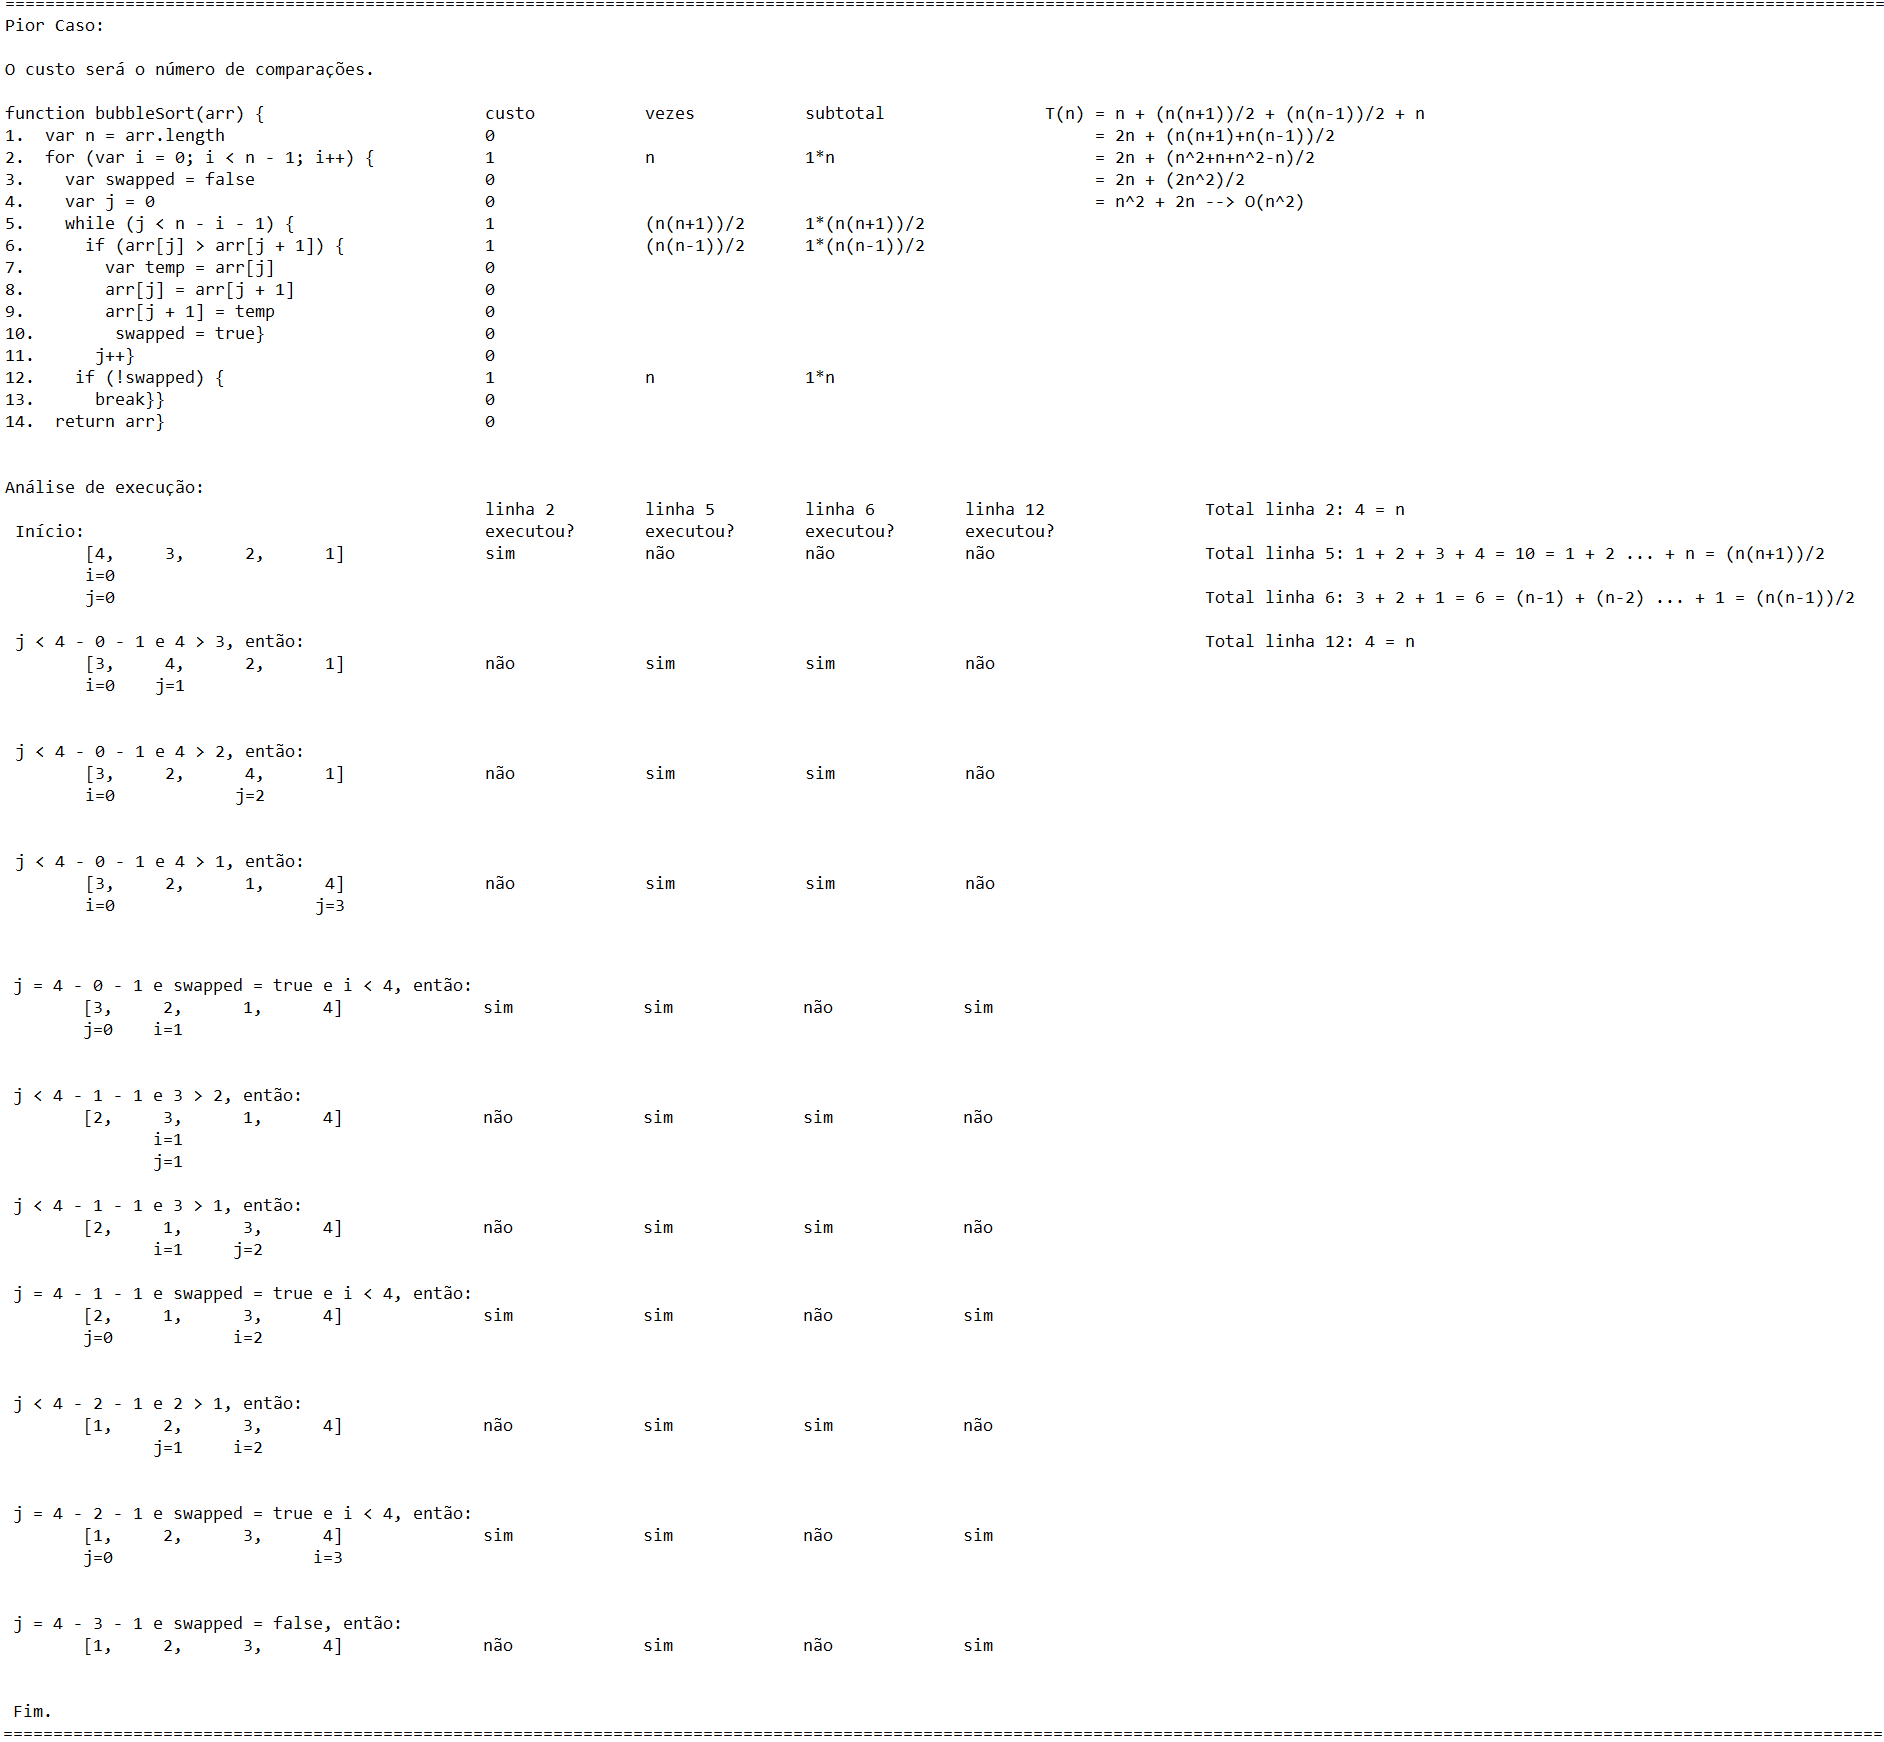 ============================================================================================================================================================================================
Pior Caso:
O custo será o número de comparações.
function bubbleSort(arr) {                      custo           vezes           subtotal                T(n) = n + (n(n+1))/2 + (n(n-1))/2 + n
1.  var n = arr.length                          0                                                            = 2n + (n(n+1)+n(n-1))/2
2.  for (var i = 0; i < n - 1; i++) {           1               n               1*n                          = 2n + (n^2+n+n^2-n)/2
3.    var swapped = false                       0                                                            = 2n + (2n^2)/2
4.    var j = 0                                 0                                                            = n^2 + 2n --> O(n^2)
5.    while (j < n - i - 1) {                   1               (n(n+1))/2      1*(n(n+1))/2
6.      if (arr[j] > arr[j + 1]) {              1               (n(n-1))/2      1*(n(n-1))/2
7.        var temp = arr[j]                     0
8.        arr[j] = arr[j + 1]                   0
9.        arr[j + 1] = temp                     0
10.        swapped = true}                      0
11.      j++}                                   0
12.    if (!swapped) {                          1               n               1*n
13.      break}}                                0
14.  return arr}                                0
Análise de execução:
                                                linha 2         linha 5         linha 6         linha 12                Total linha 2: 4 = n
 Início:                                        executou?       executou?       executou?       executou?
        [4,     3,      2,      1]              sim             não             não             não                     Total linha 5: 1 + 2 + 3 + 4 = 10 = 1 + 2 ... + n = (n(n+1))/2
        i=0
        j=0                                                                                                             Total linha 6: 3 + 2 + 1 = 6 = (n-1) + (n-2) ... + 1 = (n(n-1))/2
 j < 4 - 0 - 1 e 4 > 3, então:                                                                                          Total linha 12: 4 = n
        [3,     4,      2,      1]              não             sim             sim             não
        i=0    j=1
 j < 4 - 0 - 1 e 4 > 2, então:
        [3,     2,      4,      1]              não             sim             sim             não
        i=0            j=2
 j < 4 - 0 - 1 e 4 > 1, então:
        [3,     2,      1,      4]              não             sim             sim             não
        i=0                    j=3
 j = 4 - 0 - 1 e swapped = true e i < 4, então:
        [3,     2,      1,      4]              sim             sim             não             sim
        j=0    i=1
 j < 4 - 1 - 1 e 3 > 2, então:
        [2,     3,      1,      4]              não             sim             sim             não
               i=1
               j=1
 j < 4 - 1 - 1 e 3 > 1, então:
        [2,     1,      3,      4]              não             sim             sim             não
               i=1     j=2
 j = 4 - 1 - 1 e swapped = true e i < 4, então:
        [2,     1,      3,      4]              sim             sim             não             sim
        j=0            i=2
 j < 4 - 2 - 1 e 2 > 1, então:
        [1,     2,      3,      4]              não             sim             sim             não
               j=1     i=2
 j = 4 - 2 - 1 e swapped = true e i < 4, então:
        [1,     2,      3,      4]              sim             sim             não             sim
        j=0                    i=3
 j = 4 - 3 - 1 e swapped = false, então:
        [1,     2,      3,      4]              não             sim             não             sim
 Fim.
============================================================================================================================================================================================